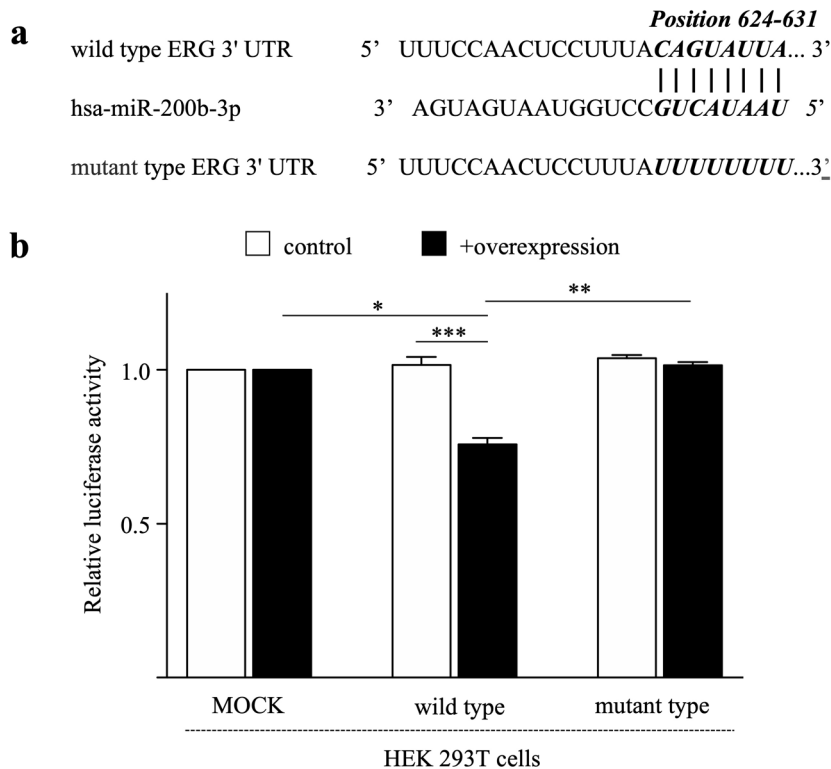 a
Position 624-631
wild type ERG 3' UTR 5’ UUUCCAACUCCUUUACAGUAUUA... 3’
hsa-miR-200b-3p 3’ AGUAGUAAUGGUCCGUCAUAAU 5’
mutant type ERG 3' UTR 5’ UUUCCAACUCCUUUAUUUUUUUU...3’
b
control +overexpression
* **
***
Relative luciferase activity
1.0
0.5
MOCK wild type mutant type
HEK 293T cells